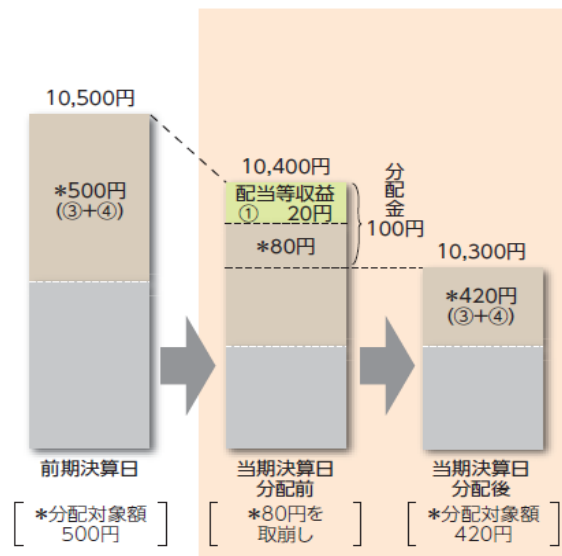 10,500円
*500円
(③+④)
前期決算日
*分配対象額
500円
10,400円
配当等収益
① 20円
*80円
分配金
100円
当期決算日
分配前
*80円を
取崩し
10,300円
*420円
(③+④)
当期決算日
分配後
*分配対象額
420円